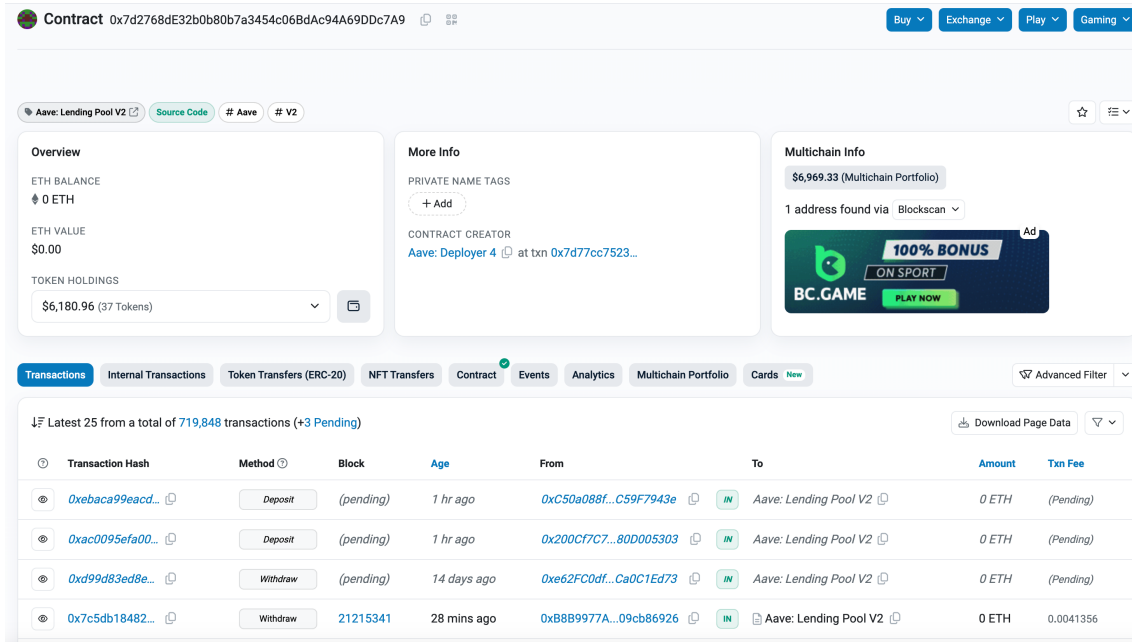 Contract 0x7d2768dE32b0b80b7a3454c06BdAc94A69DDc7A9
Buy Exchange Play Gaming
Aave: Lending Pool V2 Source Code # Aave # V2
Overview
ETH BALANCE
0 ETH
ETH VALUE
$0.00
TOKEN HOLDINGS
$6,180.96 (37 Tokens)
More Info
PRIVATE NAME TAGS
+ Add
CONTRACT CREATOR
Aave: Deployer 4 at txn 0x7d77cc7523...
Multichain Info
$6,969.33 (Multichain Portfolio)
1 address found via Blockscan
Ad
100% BONUS
ON SPORT
BC.GAME PLAY NOW
Transactions Internal Transactions Token Transfers (ERC-20) NFT Transfers Contract Events Analytics Multichain Portfolio Cards New Advanced Filter
Latest 25 from a total of 719,848 transactions (+3 Pending) Download Page Data
Transaction Hash Method Block Age From To Amount Txn Fee
0xebaca99eacd... Deposit (pending) 1 hr ago 0xC50a088f...C59F7943e IN Aave: Lending Pool V2 0 ETH (Pending)
0xac0095efa00... Deposit (pending) 1 hr ago 0x200Cf7C7...80D005303 IN Aave: Lending Pool V2 0 ETH (Pending)
0xd99d83ed8e... Withdraw (pending) 14 days ago 0xe62FC0df...Ca0C1Ed73 IN Aave: Lending Pool V2 0 ETH (Pending)
0x7c5db18482... Withdraw 21215341 28 mins ago 0xB8B9977A...09cb86926 IN Aave: Lending Pool V2 0 ETH 0.0041356